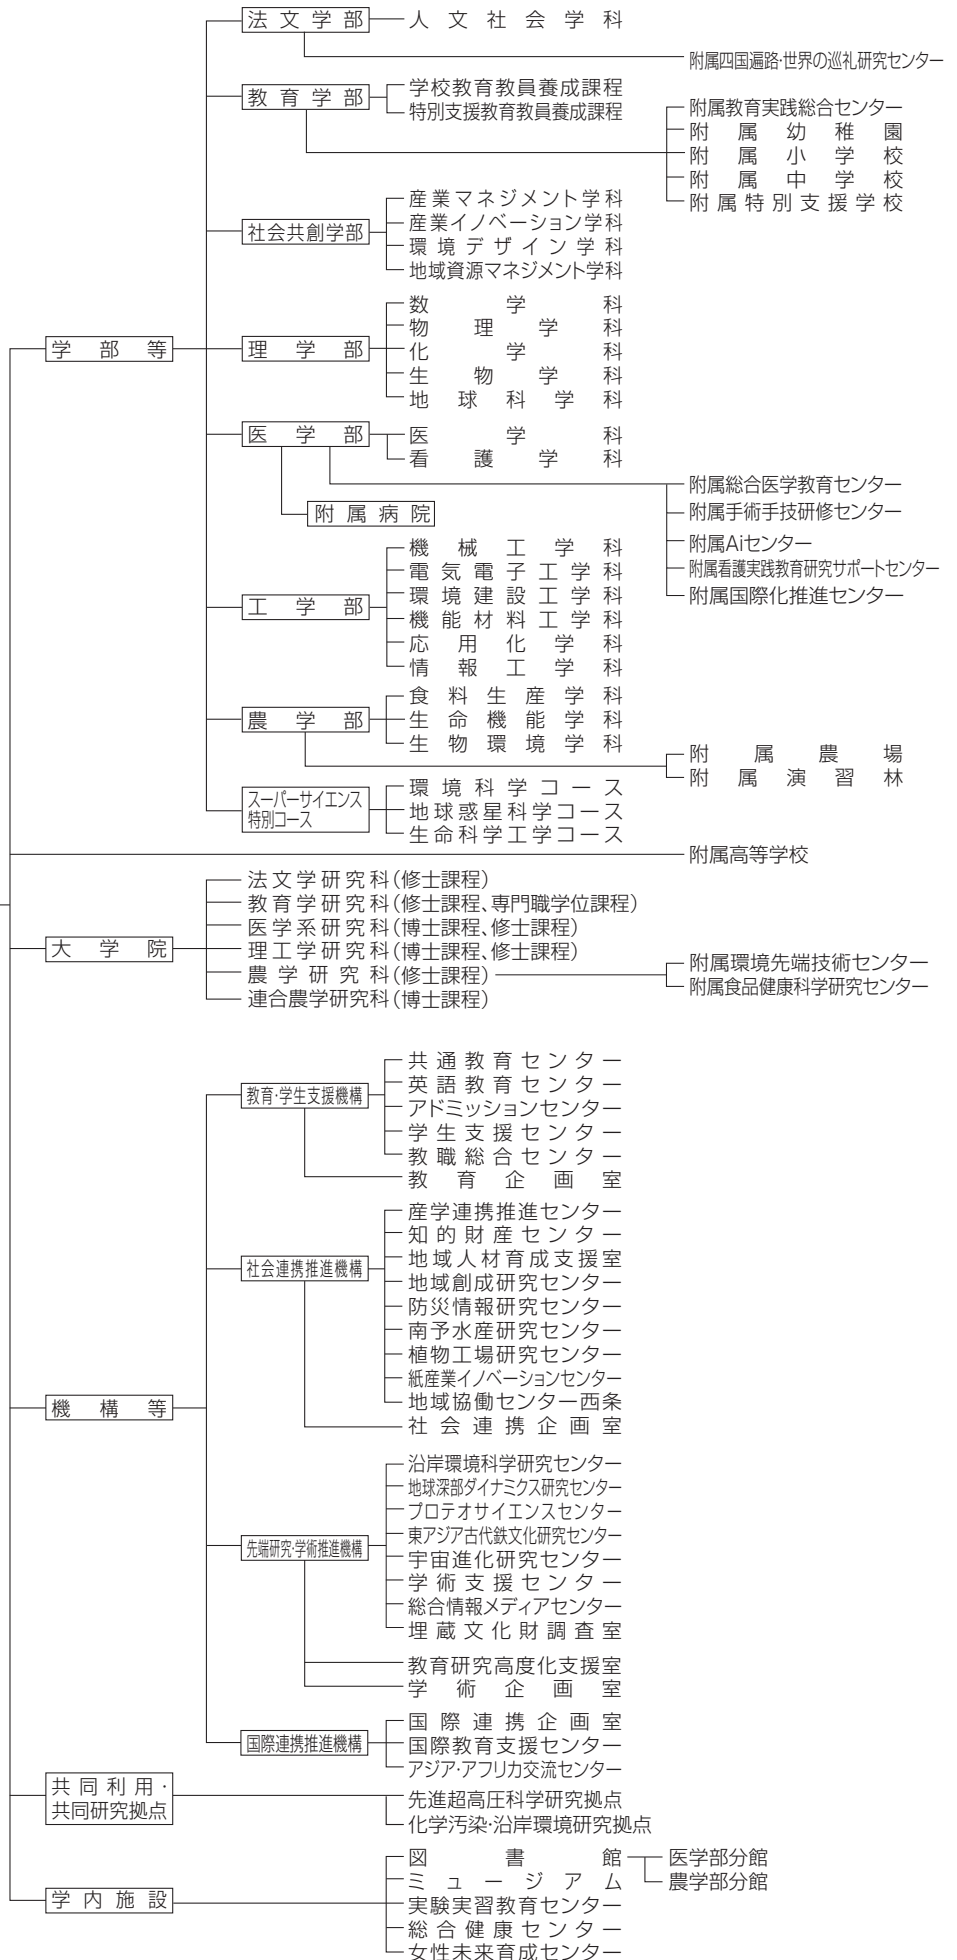 法文学部
人文社会学科
附属四国遍路・世界の巡礼研究センター
教育学部
学校教育教員養成課程
特別支援教育教員養成課程
附属教育実践総合センター
附属幼稚園
附属小学校
附属中学校
附属特別支援学校
社会共創学部
産業マネジメント学科
産業イノベーション学科
環境デザイン学科
地域資源マネジメント学科
学部等
理学部
数学科
物理学科
化学科
生物学科
地球科学科
医学部
医学科
看護学科
附属総合医学教育センター
附属手術手技研修センター
附属Aiセンター
附属看護実践教育研究サポートセンター
附属国際化推進センター
附属病院
工学部
機械工学科
電気電子工学科
環境建設工学科
機能材料工学科
応用化学科
情報工学科
農学部
食料生産学科
生命機能学科
生物環境学科
附属農場
附属演習林
スーパーサイエンス
特別コース
環境科学コース
地球惑星科学コース
生命科学工学コース
附属高等学校
大学院
法文学研究科(修士課程)
教育学研究科(修士課程、専門職学位課程)
医学系研究科(博士課程、修士課程)
理工学研究科(博士課程、修士課程)
農学研究科(修士課程)
連合農学研究科(博士課程)
附属環境先端技術センター
附属食品健康科学研究センター
機構等
教育・学生支援機構
共通教育センター
英語教育センター
アドミッションセンター
学生支援センター
教職総合センター
教育企画室
社会連携推進機構
産学連携推進センター
知的財産センター
地域人材育成支援室
地域創成研究センター
防災情報研究センター
南予水産研究センター
植物工場研究センター
紙産業イノベーションセンター
地域協働センター西条
社会連携企画室
先端研究・学術推進機構
沿岸環境科学研究センター
地球深部ダイナミクス研究センター
プロテオサイエンスセンター
東アジア古代鉄文化研究センター
宇宙進化研究センター
学術支援センター
総合情報メディアセンター
埋蔵文化財調査室
教育研究高度化支援室
学術企画室
国際連携推進機構
国際連携企画室
国際教育支援センター
アジア・アフリカ交流センター
共同利用・
共同研究拠点
先進超高圧科学研究拠点
化学汚染・沿岸環境研究拠点
学内施設
図書館
医学部分館
農学部分館
ミュージアム
実験実習教育センター
総合健康センター
女性未来育成センター